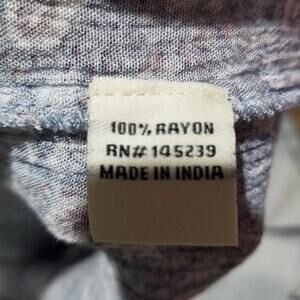 100% RAYON
RN# 145239
MADE IN INDIA